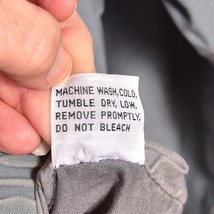 MACHINE WASH, COLD,
TUMBLE DRY, LOW,
REMOVE PROMPTLY,
DO NOT BLEACH